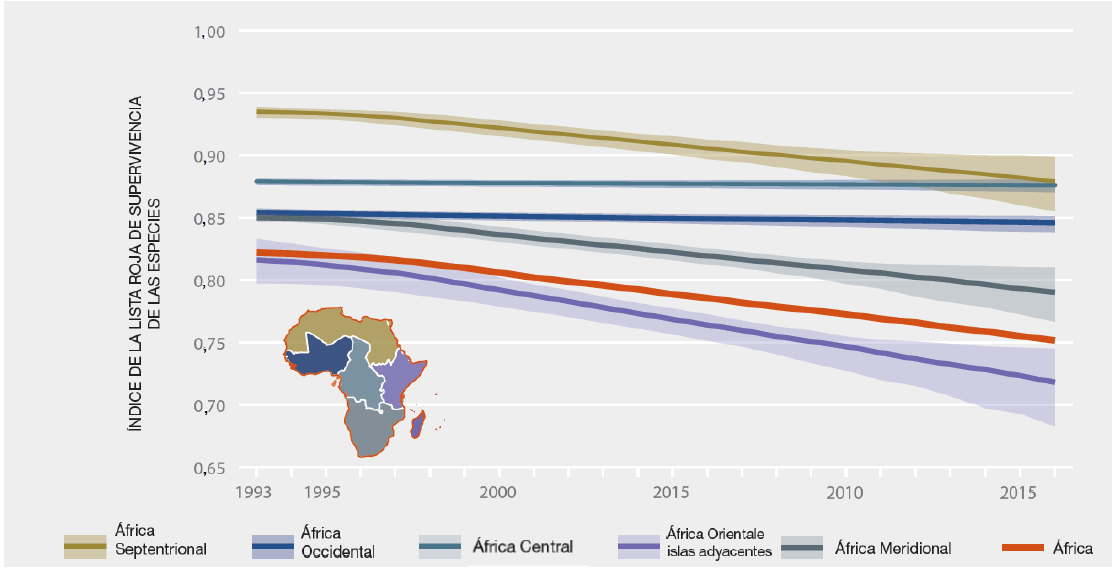 ÍNDICE DE LA LISTA ROJA DE SUPERVIVENCIA
DE LAS ESPECIES
1,00
0,95
0,90
0,85
0,80
0,75
0,70
0,65
1993 1995 2000 2015 2010 2015
África
Septentrional
África
Occidental
África Central
África Orientale
islas adyacentes
África Meridional
África